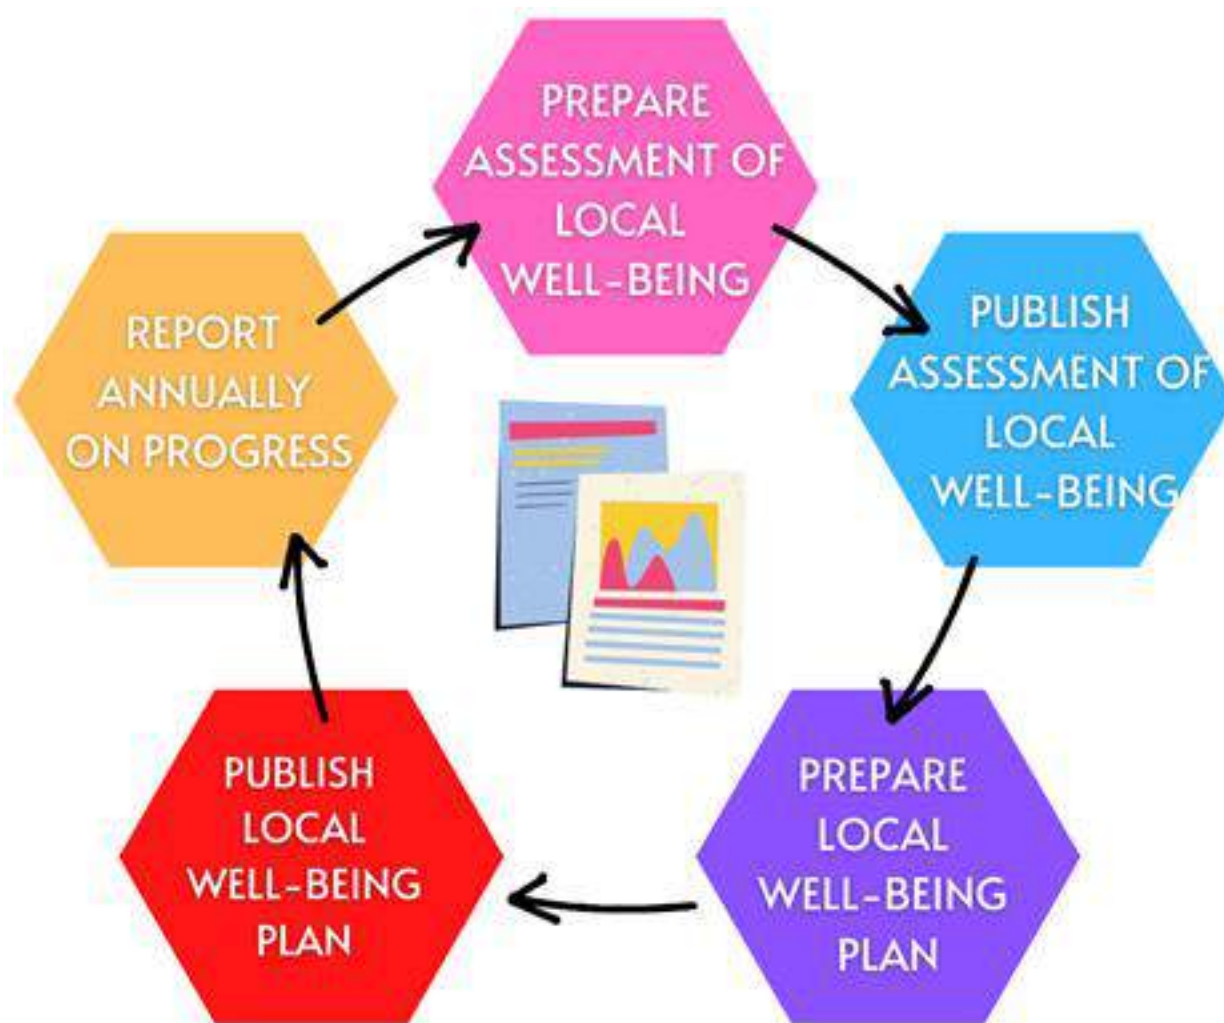 PREPARE
ASSESSMENT OF
LOCAL
WELL-BEING
PUBLISH
ASSESSMENT OF
LOCAL
WELL-BEING
PREPARE
LOCAL
WELL-BEING
PLAN
PUBLISH
LOCAL
WELL-BEING
PLAN
REPORT
ANNUALLY
ON PROGRESS